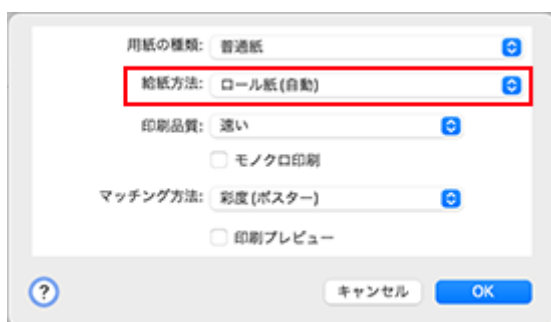 用紙の種類: 普通紙
給紙方法: ロール紙(自動)
印刷品質: 速い
モノクロ印刷
マッチング方法: 彩度(ポスター)
印刷プレビュー
? キャンセル OK